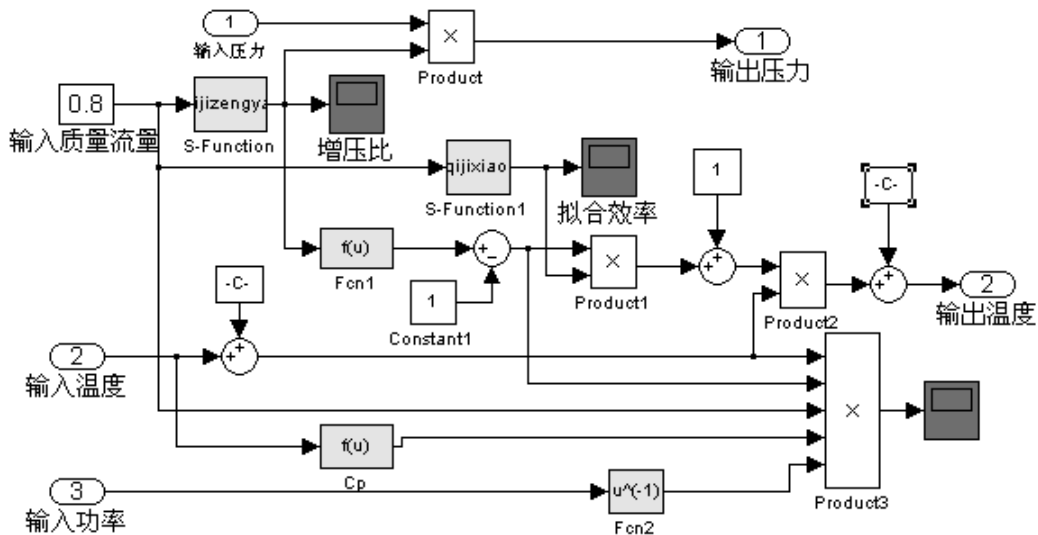 1
输入压力
×
Product
1
输出压力
0.8
输入质量流量
ijizengya
S-Function
增压比
qijixiao
S-Function1
拟合效率
1
-C-
f(u)
Fcn1
1
Constant1
×
Product1
×
Product2
2
输出温度
-C-
2
输入温度
f(u)
Cp
×
Product3
3
输入功率
u^(-1)
Fcn2